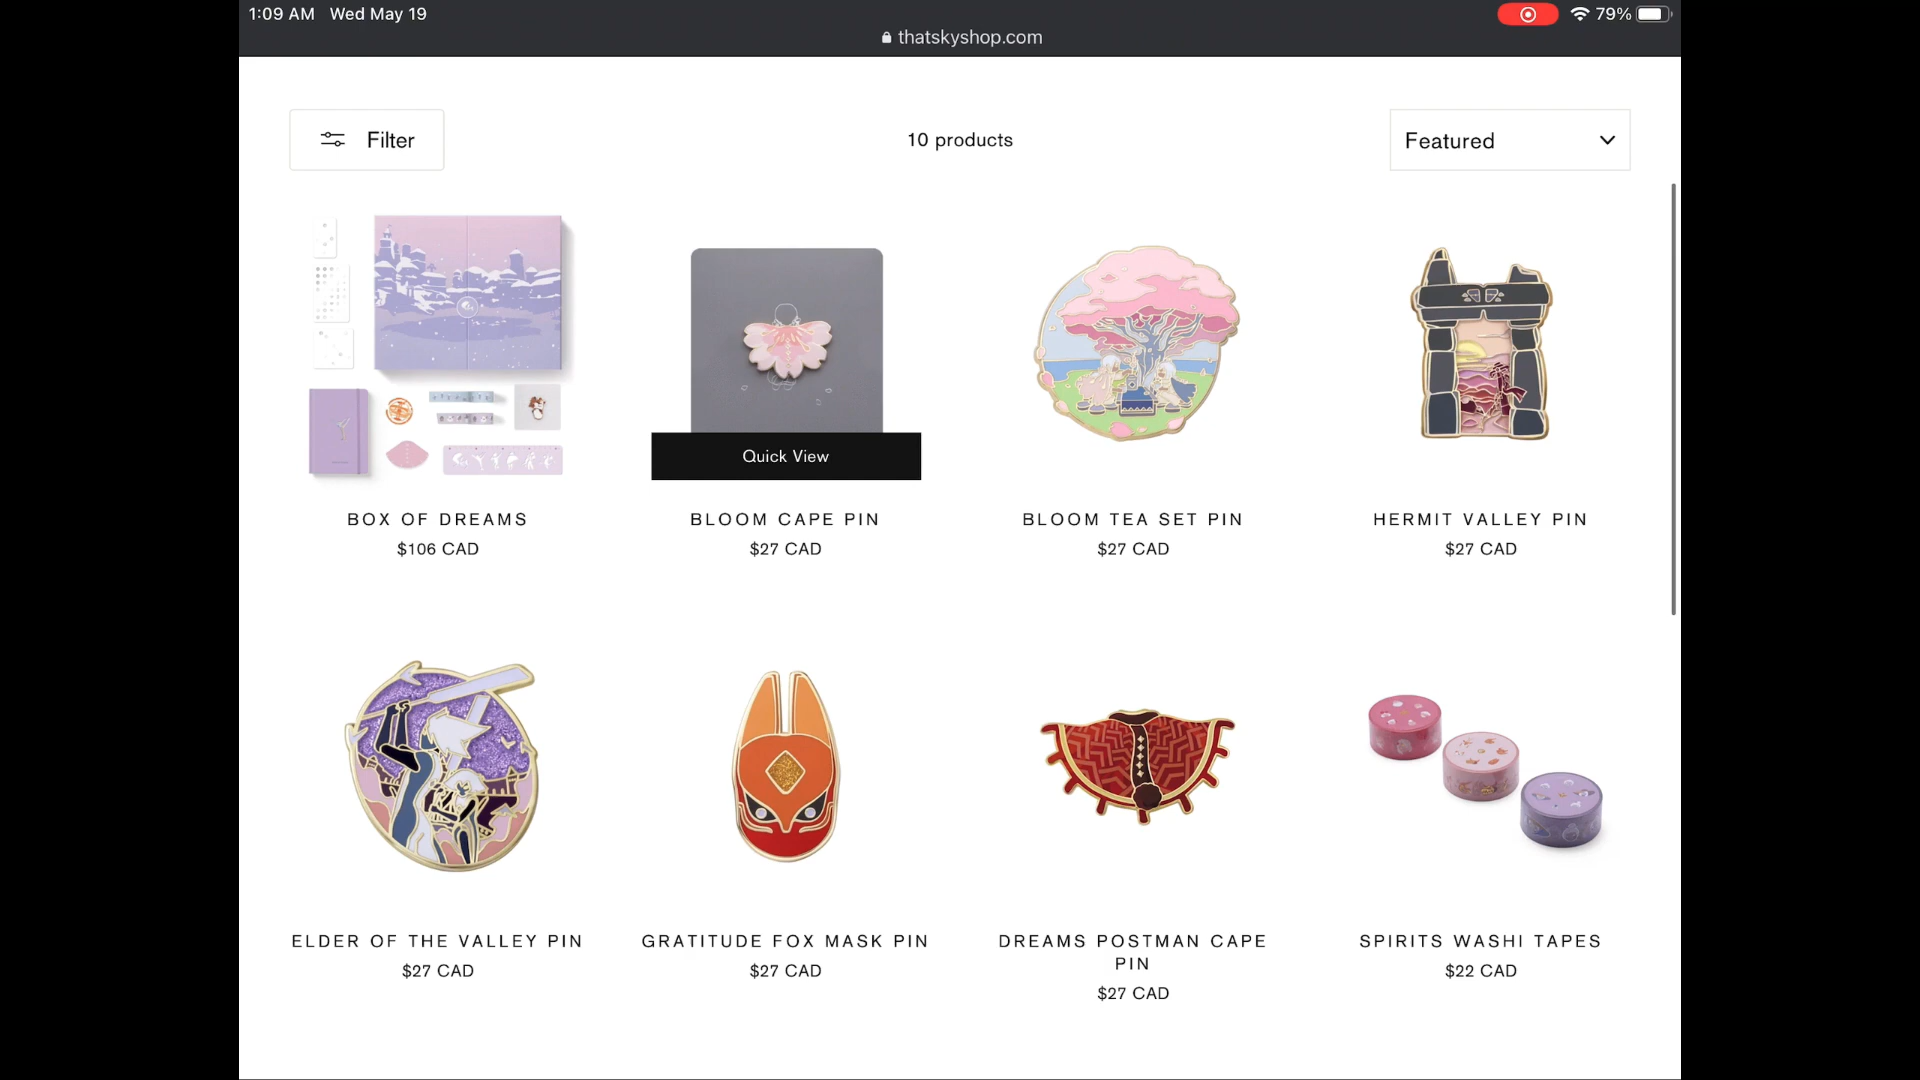 1:09 AM Wed May 19
79%
thatskyshop.com
Filter
10 products
Featured
Quick View
BOX OF DREAMS
$106 CAD
BLOOM CAPE PIN
$27 CAD
BLOOM TEA SET PIN
$27 CAD
HERMIT VALLEY PIN
$27 CAD
ELDER OF THE VALLEY PIN
$27 CAD
GRATITUDE FOX MASK PIN
$27 CAD
DREAMS POSTMAN CAPE
PIN
$27 CAD
SPIRITS WASHI TAPES
$22 CAD